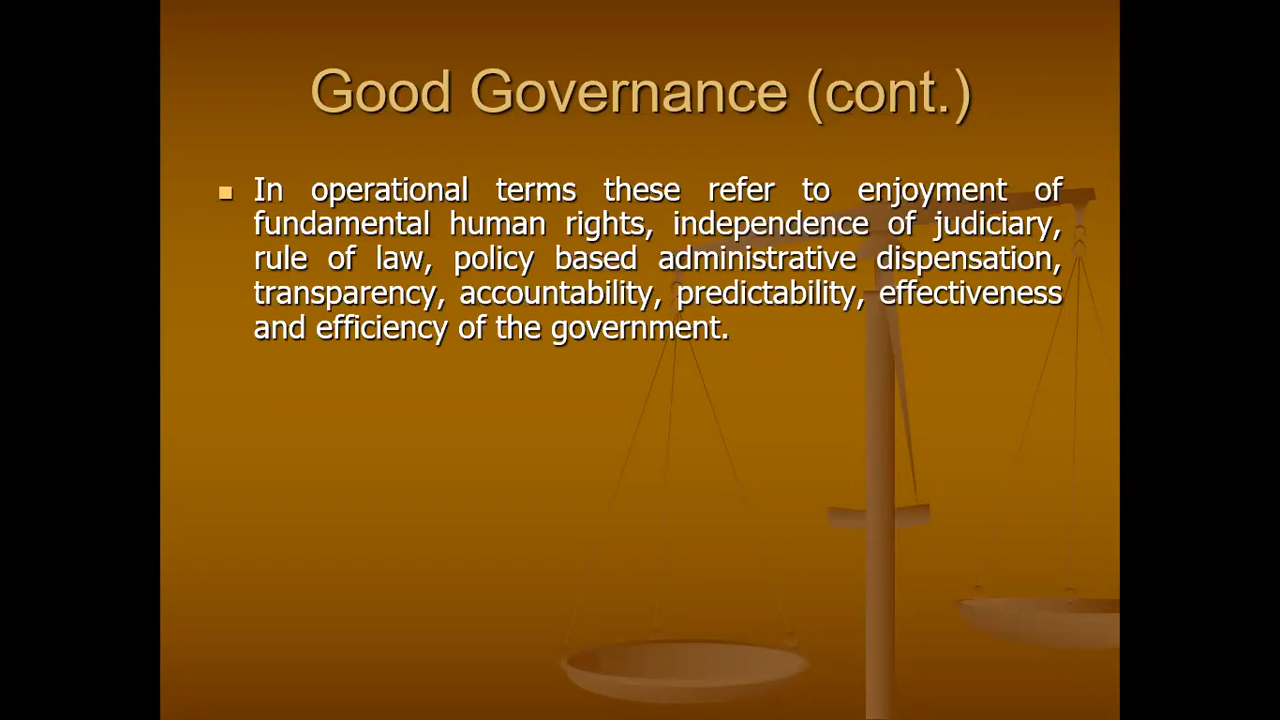 Good Governance (cont.)
In operational terms these refer to enjoyment of
fundamental human rights, independence of judiciary,
rule of law, policy based administrative dispensation,
transparency, accountability, predictability, effectiveness
and efficiency of the government.